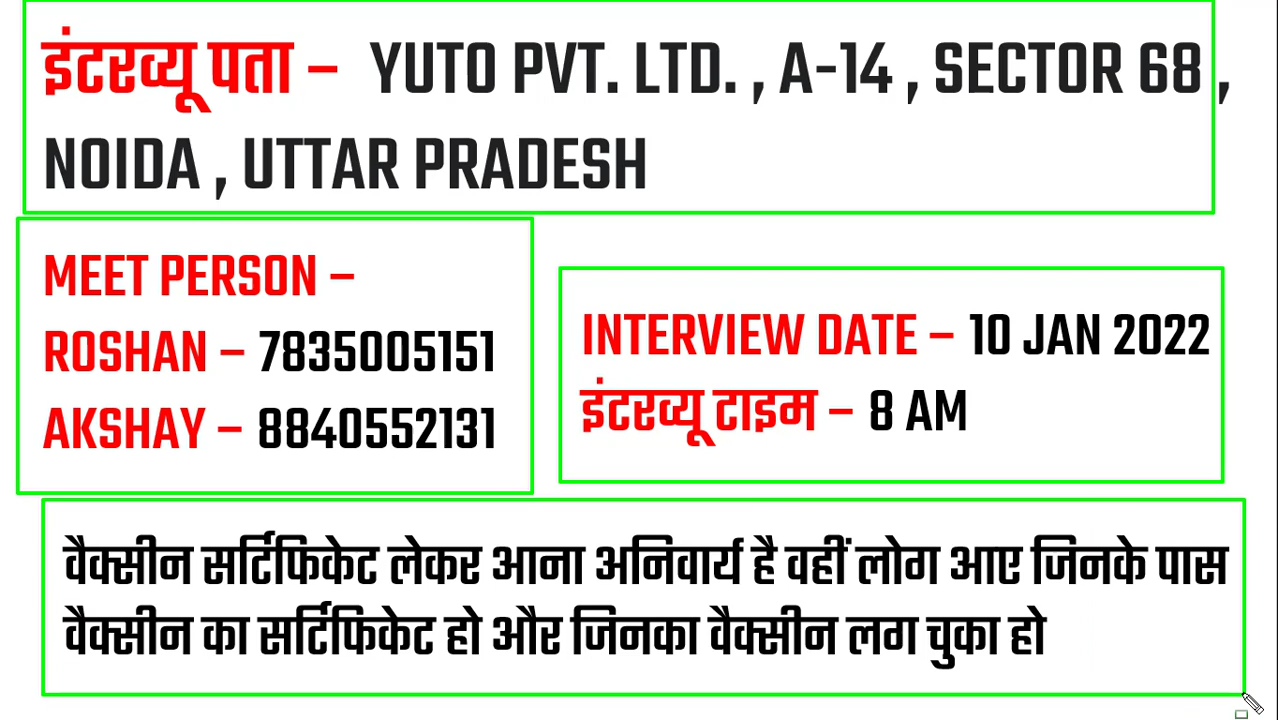 इंटरव्यू पता – YUTO PVT. LTD. , A-14 , SECTOR 68 ,
NOIDA , UTTAR PRADESH
MEET PERSON –
ROSHAN – 7835005151
AKSHAY – 8840552131
INTERVIEW DATE – 10 JAN 2022
इंटरव्यू टाइम – 8 AM
वैक्सीन सर्टिफिकेट लेकर आना अनिवार्य है वहीं लोग आए जिनके पास
वैक्सीन का सर्टिफिकेट हो और जिनका वैक्सीन लग चुका हो